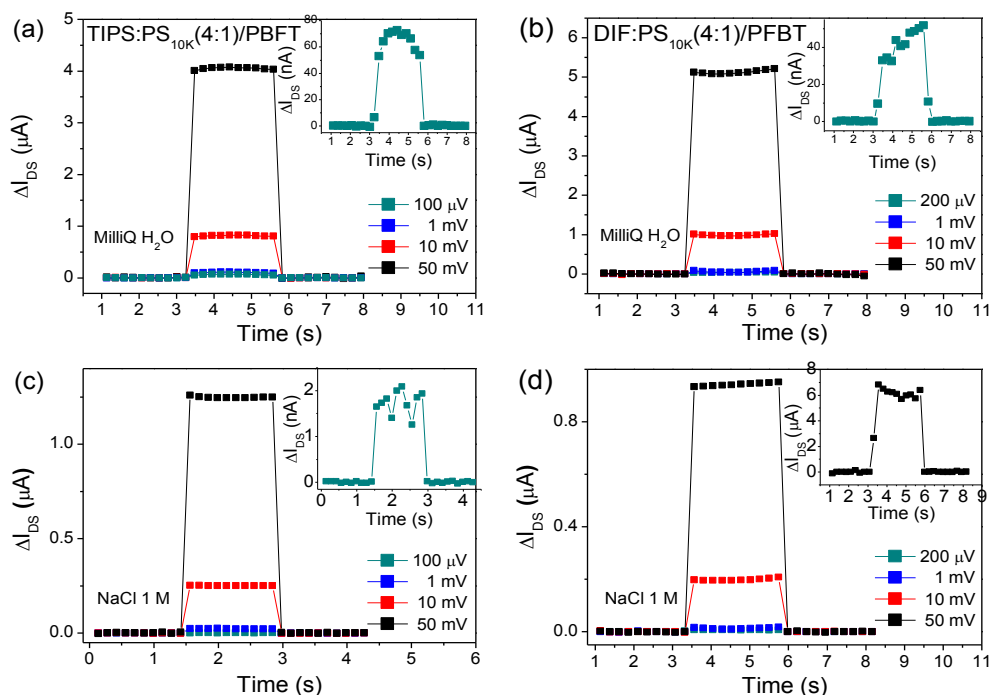 (a)
TIPS:PS10K(4:1)/PBFT
ΔIDS (μA)
5
4
3
2
1
0
MilliQ H2O
1 2 3 4 5 6 7 8 9 10 11
Time (s)
100 μV
1 mV
10 mV
50 mV
ΔIDS (nA)
80
60
40
20
0
1 2 3 4 5 6 7 8
Time (s)
(b)
DIF:PS10K(4:1)/PFBT
ΔIDS (μA)
6
5
4
3
2
1
0
MilliQ H2O
1 2 3 4 5 6 7 8 9 10 11
Time (s)
200 μV
1 mV
10 mV
50 mV
ΔIDS (nA)
40
20
0
1 2 3 4 5 6 7 8
Time (s)
(c)
ΔIDS (μA)
1.0
0.5
0.0
NaCl 1 M
0 1 2 3 4 5 6
Time (s)
100 μV
1 mV
10 mV
50 mV
ΔIDS (nA)
2
1
0
0 1 2 3 4
Time (s)
(d)
ΔIDS (μA)
0.8
0.4
0.0
NaCl 1 M
1 2 3 4 5 6 7 8 9 10 11
Time (s)
200 μV
1 mV
10 mV
50 mV
ΔIDS (μA)
8
6
4
2
0
1 2 3 4 5 6 7 8 9
Time (s)